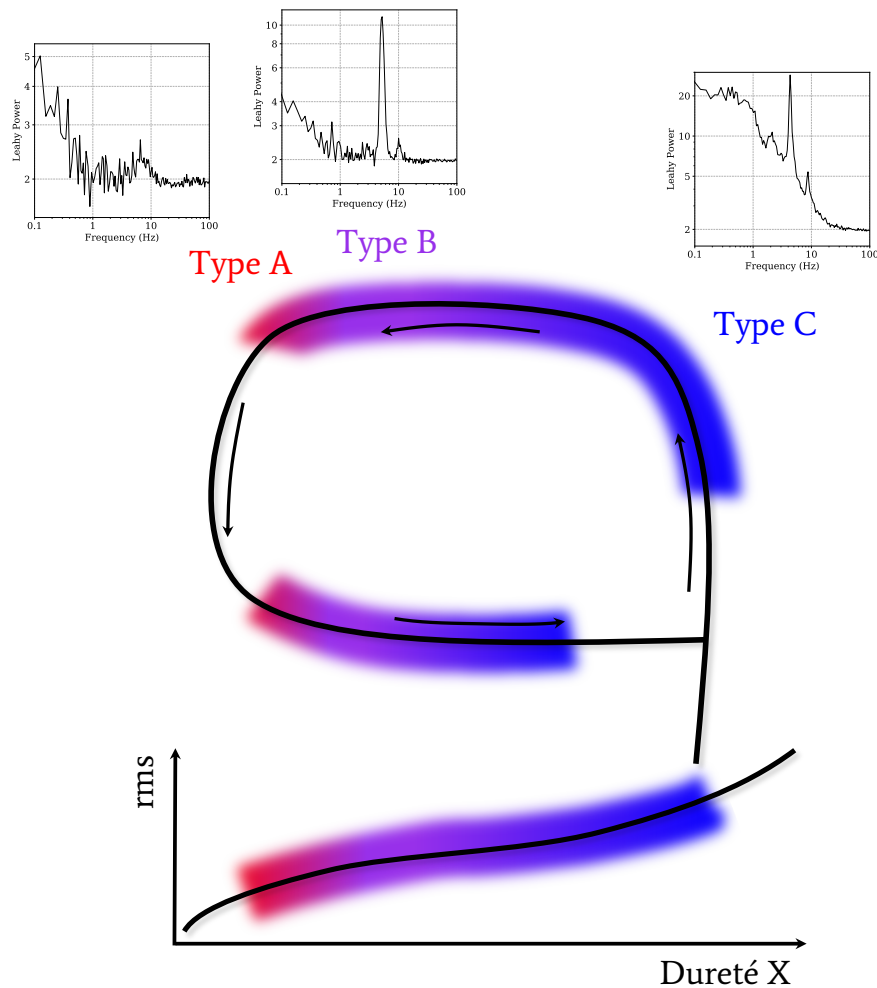 10
8
6
4
3
2
Leahy Power
0.1 1 10 100
Frequency (Hz)
5
4
3
2
Leahy Power
0.1 1 10 100
Frequency (Hz)
20
10
5
2
Leahy Power
0.1 1 10 100
Frequency (Hz)
Type B
Type A
Type C
rms
Dureté X